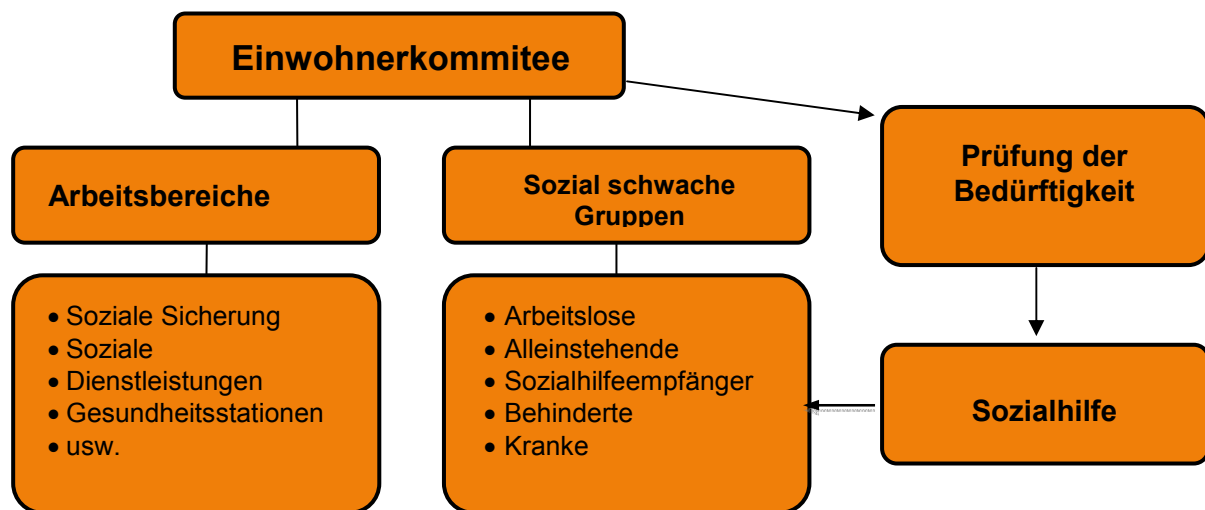 Einwohnerkommitee
Arbeitsbereiche
Sozial schwache
Gruppen
Prüfung der
Bedürftigkeit
• Soziale Sicherung
• Soziale
• Dienstleistungen
• Gesundheitsstationen
• usw.
• Arbeitslose
• Alleinstehende
• Sozialhilfeempfänger
• Behinderte
• Kranke
Sozialhilfe